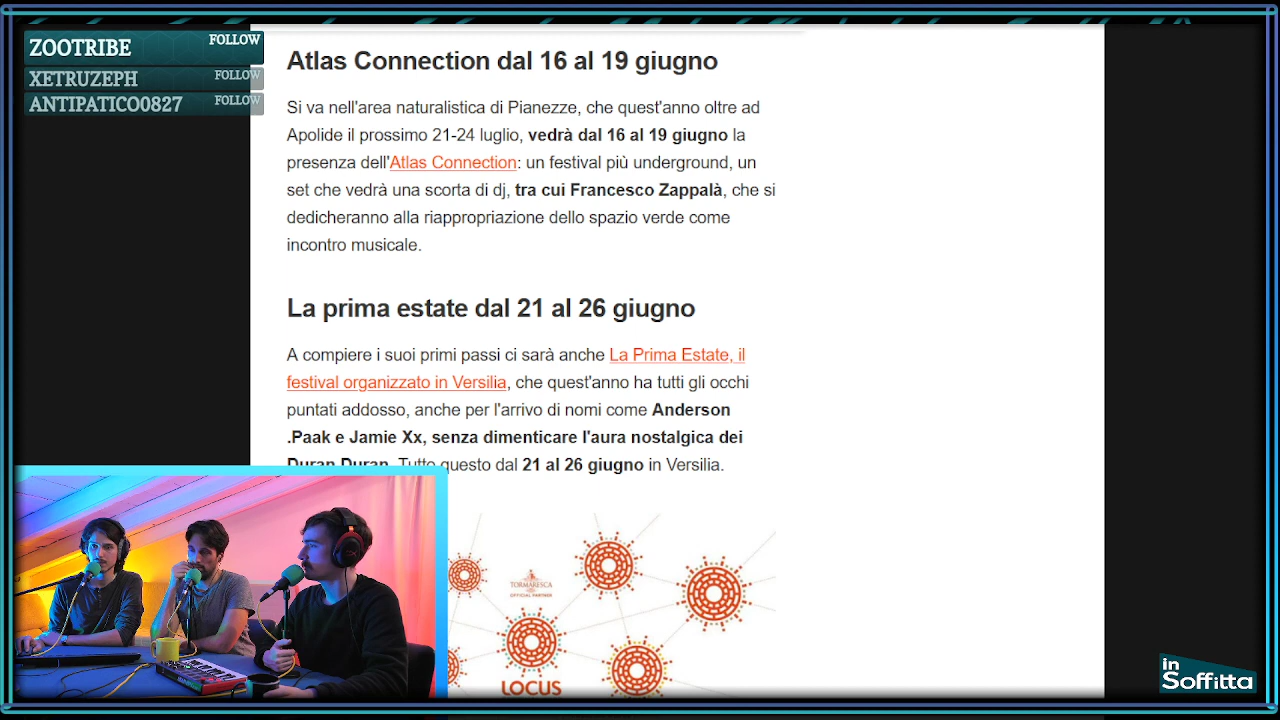 ZOOTRIBE FOLLOW
XETRUZEPH FOLLOW
ANTIPATICO0827 FOLLOW
Atlas Connection dal 16 al 19 giugno
Si va nell'area naturalistica di Pianezze, che quest'anno oltre ad
Apolide il prossimo 21-24 luglio, vedrà dal 16 al 19 giugno la
presenza dell'Atlas Connection: un festival più underground, un
set che vedrà una scorta di dj, tra cui Francesco Zappalà, che si
dedicheranno alla riappropriazione dello spazio verde come
incontro musicale.
La prima estate dal 21 al 26 giugno
A compiere i suoi primi passi ci sarà anche La Prima Estate, il
festival organizzato in Versilia, che quest'anno ha tutti gli occhi
puntati addosso, anche per l'arrivo di nomi come Anderson
.Paak e Jamie Xx, senza dimenticare l'aura nostalgica dei
Duran Duran. Tutto questo dal 21 al 26 giugno in Versilia.
TORMARESCA
OFFICIAL PARTNER
LOCUS
in
Soffitta